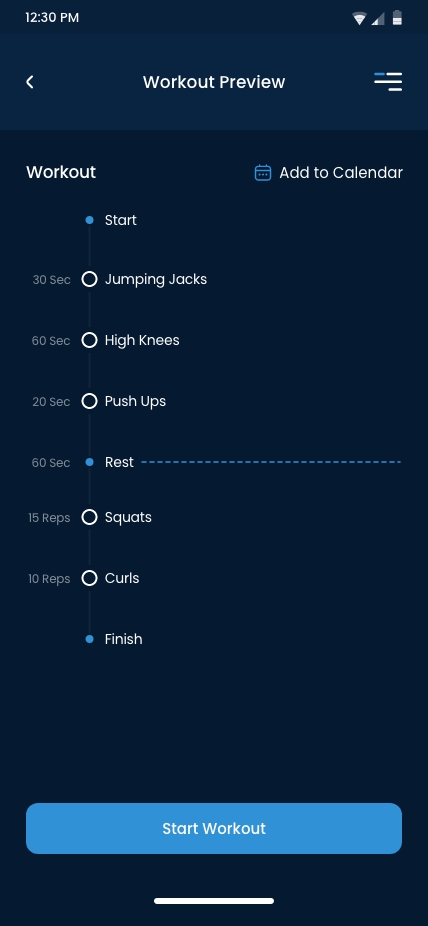 12:30 PM
Workout Preview
Workout
Add to Calendar
Start
30 Sec Jumping Jacks
60 Sec High Knees
20 Sec Push Ups
60 Sec Rest
15 Reps Squats
10 Reps Curls
Finish
Start Workout